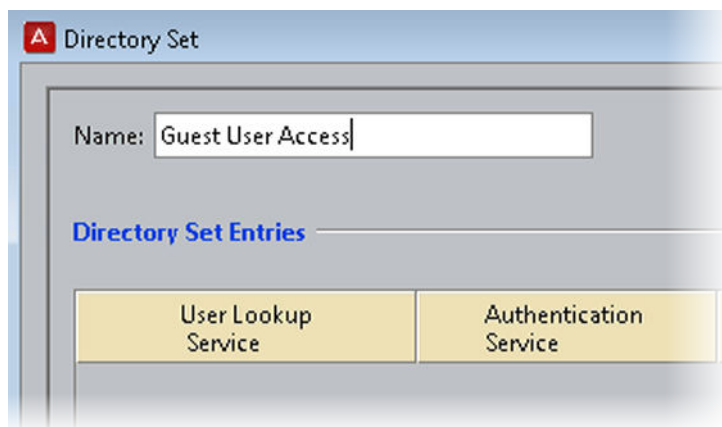 A Directory Set
Name: Guest User Access
Directory Set Entries
User Lookup Authentication
Service Service